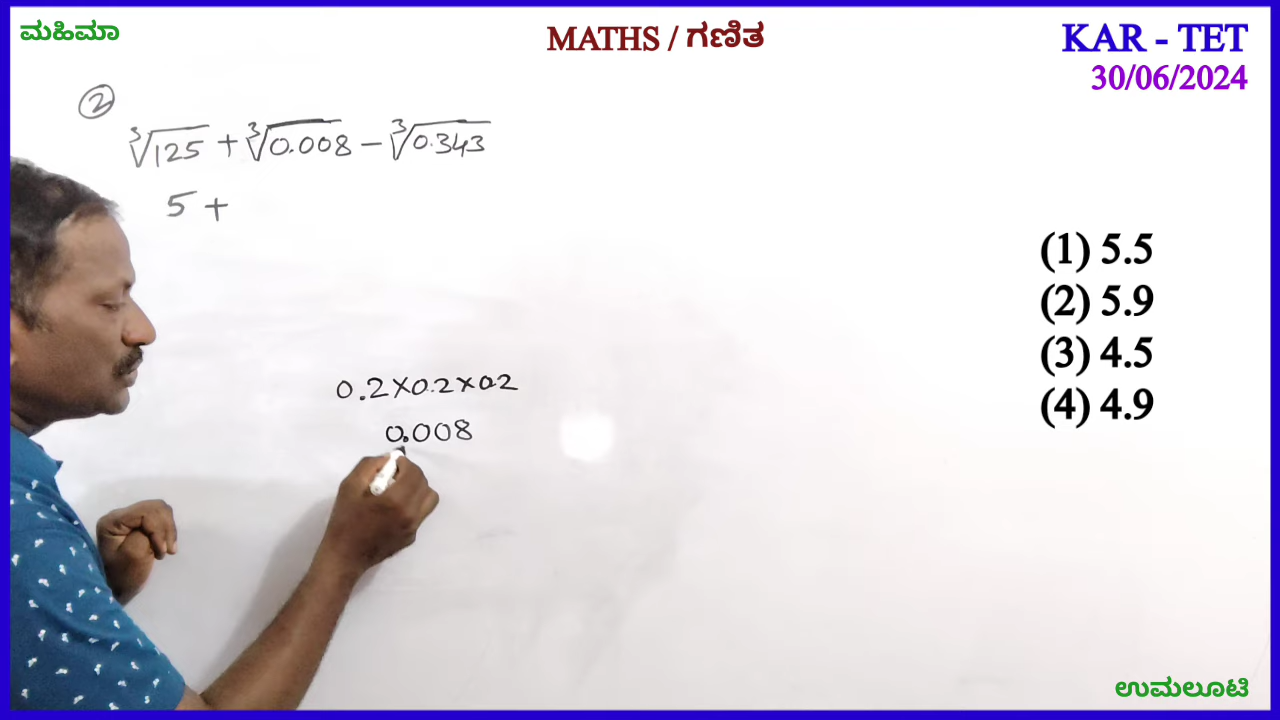 ಮಹಿಮಾ
MATHS / ಗಣಿತ
KAR - TET
30/06/2024
②
∛125 + ∛0.008 − ∛0.343
5 +
0.2×0.2×0.2
0.008
(1) 5.5
(2) 5.9
(3) 4.5
(4) 4.9
ಉಮಲೂಟಿ